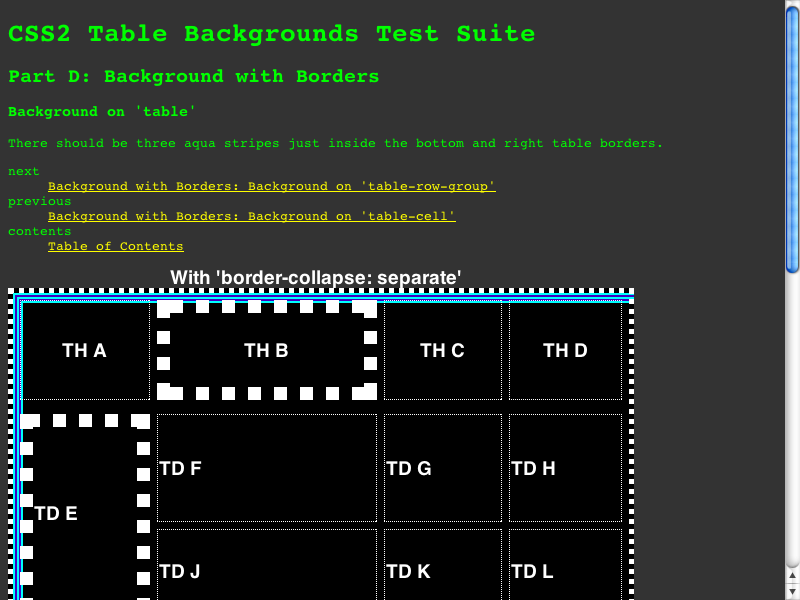 CSS2 Table Backgrounds Test Suite
Part D: Background with Borders
Background on 'table'
There should be three aqua stripes just inside the bottom and right table borders.
next
Background with Borders: Background on 'table-row-group'
previous
Background with Borders: Background on 'table-cell'
contents
Table of Contents
With 'border-collapse: separate'
TH A TH B TH C TH D
TD F TD G TD H
TD E
TD J TD K TD L